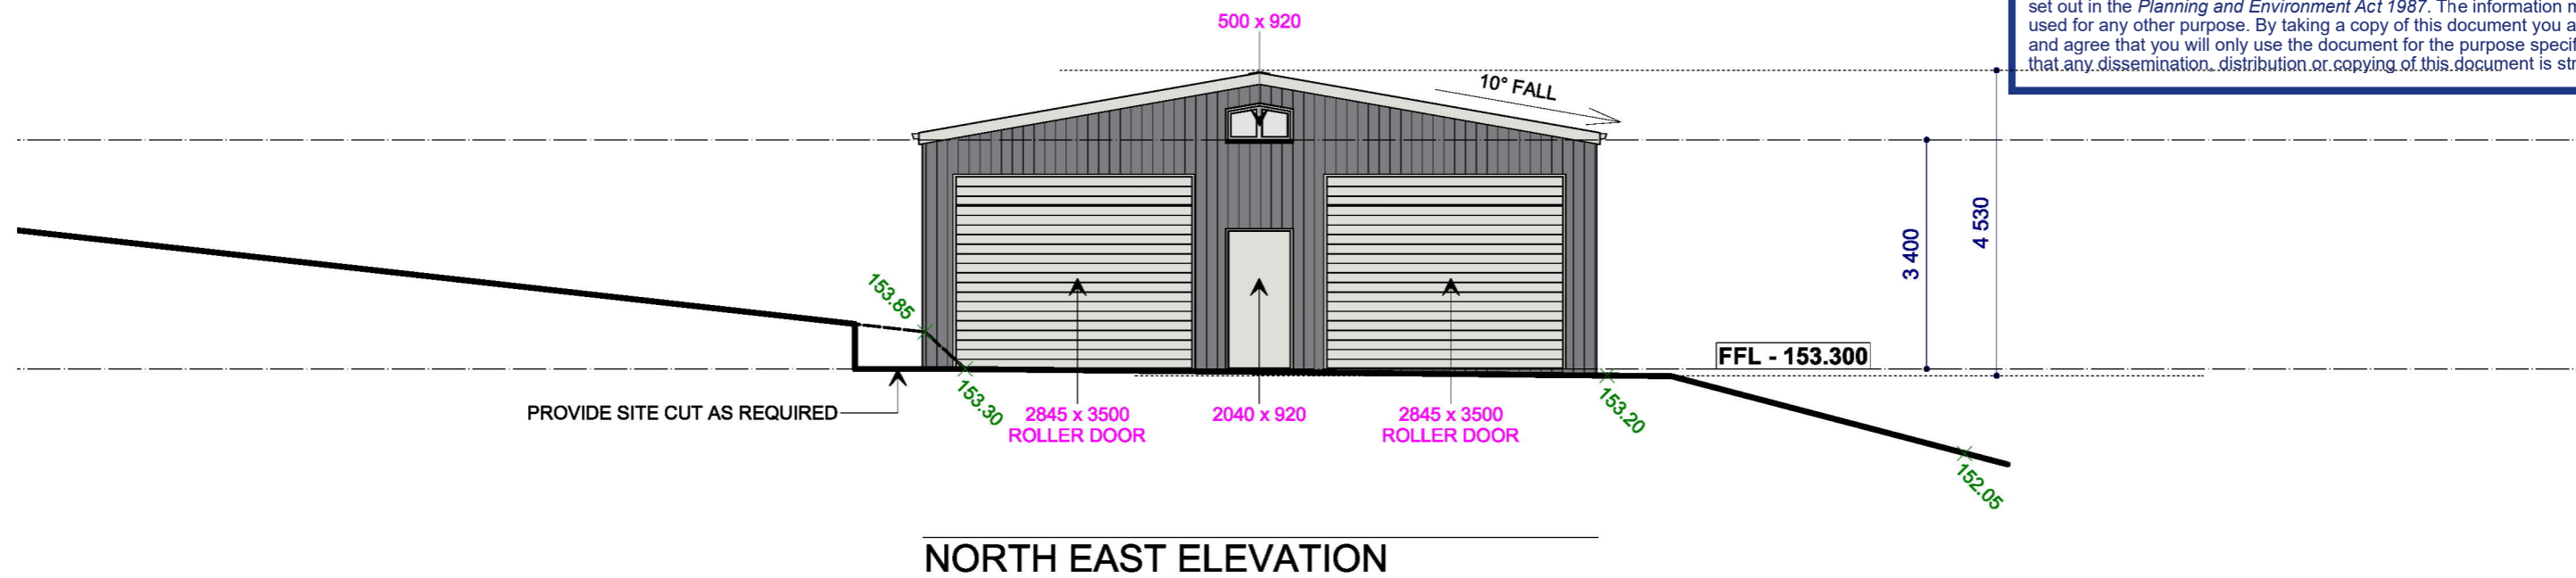 set out in the Planning and Environment Act 1987. The information m
used for any other purpose. By taking a copy of this document you a
and agree that you will only use the document for the purpose specif
that any dissemination, distribution or copying of this document is str
500 x 920
10° FALL
3 400
4 530
153.85
FFL - 153.300
PROVIDE SITE CUT AS REQUIRED
153.30
2845 x 3500
ROLLER DOOR
2040 x 920
2845 x 3500
ROLLER DOOR
153.20
152.05
NORTH EAST ELEVATION